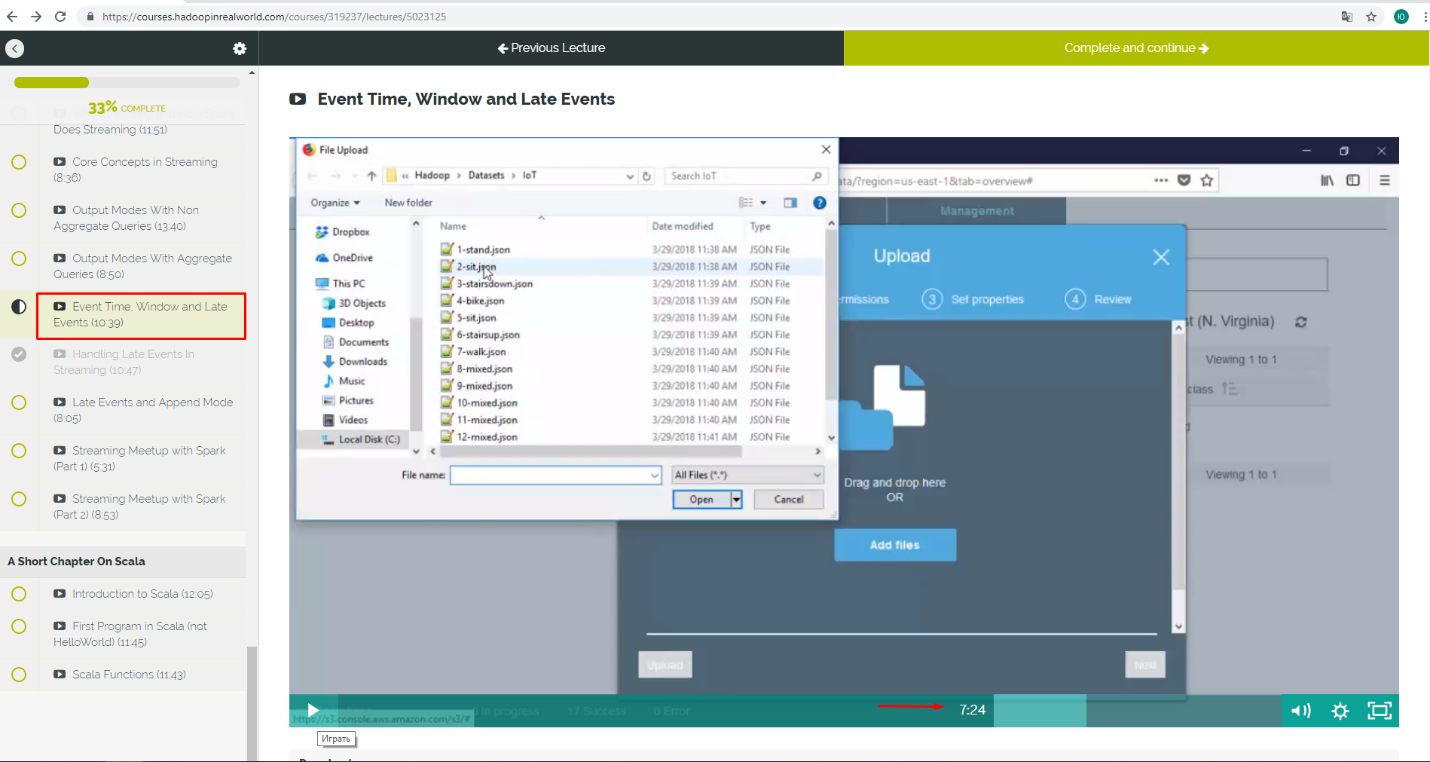 https://courses.hadoopinrealworld.com/courses/319237/lectures/5023125
Previous Lecture
Complete and continue
33% COMPLETE
Does Streaming (11:51)
Core Concepts in Streaming
(8:36)
Output Modes With Non
Aggregate Queries (13:40)
Output Modes With Aggregate
Queries (8:50)
Event Time, Window and Late
Events (10:39)
Handling Late Events In
Streaming (10:47)
Late Events and Append Mode
(8:05)
Streaming Meetup with Spark
(Part 1) (5:31)
Streaming Meetup with Spark
(Part 2) (8:53)
A Short Chapter On Scala
Introduction to Scala (12:05)
First Program in Scala (not
HelloWorld) (11:45)
Scala Functions (11:43)
Event Time, Window and Late Events
File Upload
« Hadoop > Datasets > IoT
Search IoT
Organize
New folder
Name Date modified Type
Dropbox
OneDrive
This PC
3D Objects
Desktop
Documents
Downloads
Music
Pictures
Videos
Local Disk (C:)
1-stand.json 3/29/2018 11:38 AM JSON File
2-sit.json 3/29/2018 11:38 AM JSON File
3-stairsdown.json 3/29/2018 11:39 AM JSON File
4-bike.json 3/29/2018 11:39 AM JSON File
5-sit.json 3/29/2018 11:39 AM JSON File
6-stairsup.json 3/29/2018 11:39 AM JSON File
7-walk.json 3/29/2018 11:40 AM JSON File
8-mixed.json 3/29/2018 11:40 AM JSON File
9-mixed.json 3/29/2018 11:40 AM JSON File
10-mixed.json 3/29/2018 11:40 AM JSON File
11-mixed.json 3/29/2018 11:40 AM JSON File
12-mixed.json 3/29/2018 11:41 AM JSON File
File name:
All Files (*.*)
Open
Cancel
ata/?region=us-east-1&tab=overview#
Management
Upload
rmissions
3 Set properties
4 Review
t (N. Virginia)
Viewing 1 to 1
class
Viewing 1 to 1
Drag and drop here
OR
Add files
Upload
Next
in progress
17 Success
0 Error
https://s3.console.aws.amazon.com/s3/#
7:24
Играть
Ю